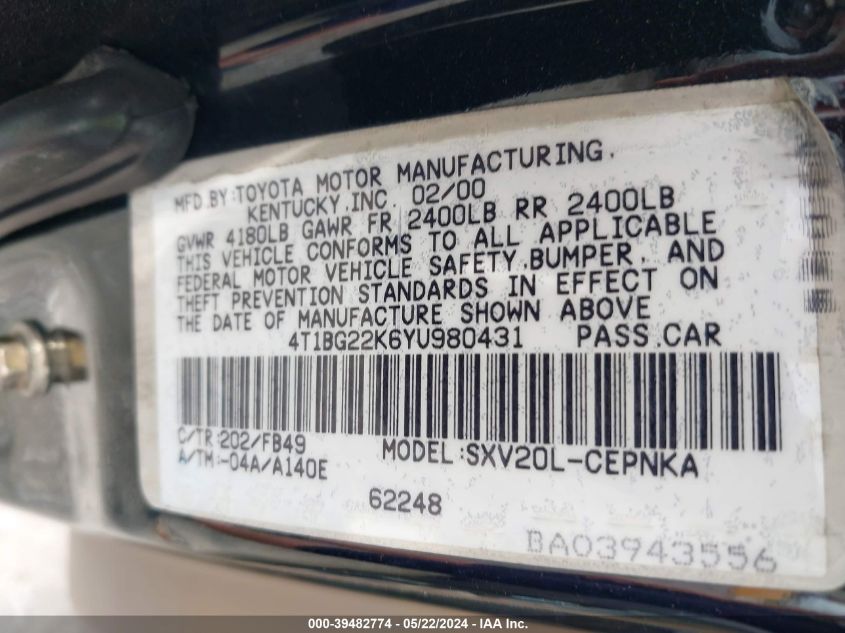 MFD.BY:TOYOTA MOTOR MANUFACTURING.
KENTUCKY,INC. 02/00
GVWR 4180LB GAWR FR 2400LB RR 2400LB
THIS VEHICLE CONFORMS TO ALL APPLICABLE
FEDERAL MOTOR VEHICLE SAFETY,BUMPER, AND
THEFT PREVENTION STANDARDS IN EFFECT ON
THE DATE OF MANUFACTURE SHOWN ABOVE
4T1BG22K6YU980431 PASS.CAR
C/TR:202/FB49 MODEL:SXV20L-CEPNKA
A/TM:-04A/A140E
62248
BA03943556
000-39482774 - 05/22/2024 - IAA Inc.